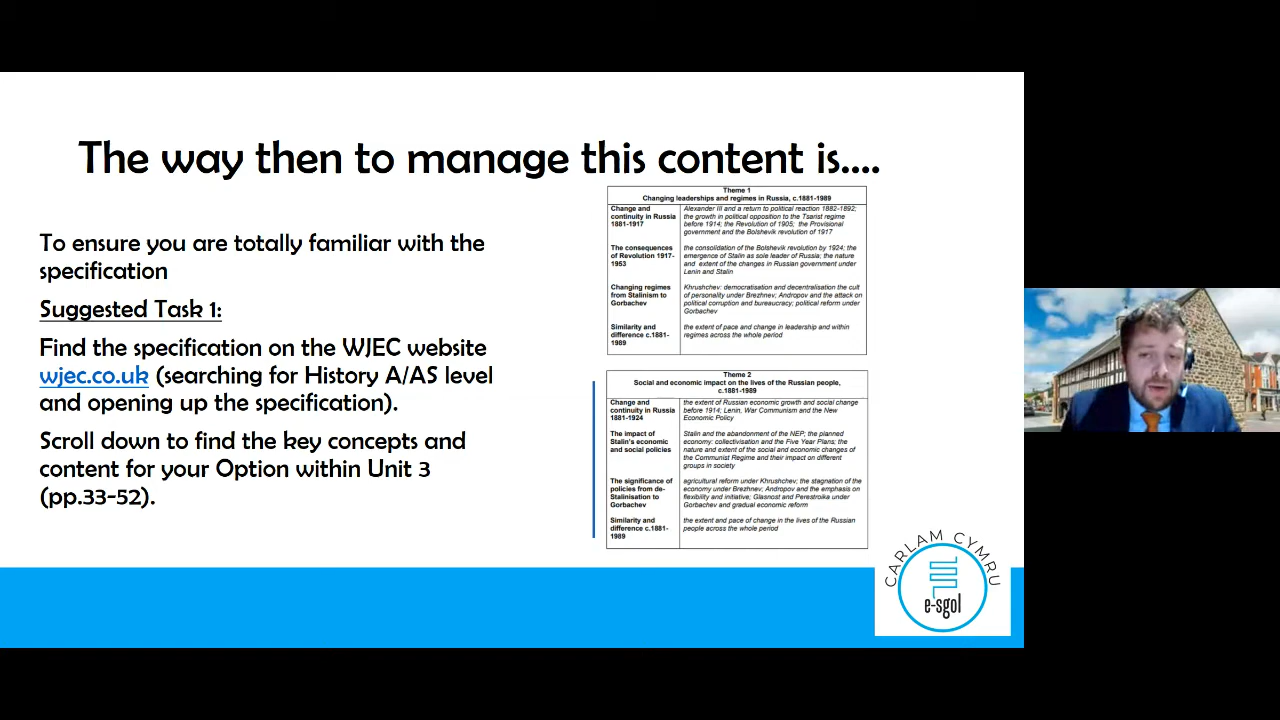 The way then to manage this content is....
To ensure you are totally familiar with the
specification
Suggested Task 1:
Find the specification on the WJEC website
wjec.co.uk (searching for History A/AS level
and opening up the specification).
Scroll down to find the key concepts and
content for your Option within Unit 3
(pp.33-52).
Theme 1
Changing leaderships and regimes in Russia, c.1881-1989
Change and
continuity in Russia
1881-1917
Alexander III and a return to political reaction 1882-1892;
the growth in political opposition to the Tsarist regime
before 1914; the Revolution of 1905; the Provisional
government and the Bolshevik revolution of 1917
The consequences
of Revolution 1917-
1953
the consolidation of the Bolshevik revolution by 1924; the
emergence of Stalin as sole leader of Russia; the nature
and extent of the changes in Russian government under
Lenin and Stalin
Changing regimes
from Stalinism to
Gorbachev
Khrushchev: democratisation and decentralisation the cult
of personality under Brezhnev; Andropov and the attack on
political corruption and bureaucracy; political reform under
Gorbachev
Similarity and
difference c.1881-
1989
the extent of pace and change in leadership and within
regimes across the whole period
Theme 2
Social and economic impact on the lives of the Russian people,
c.1881-1989
Change and
continuity in Russia
1881-1924
the extent of Russian economic growth and social change
before 1914; Lenin, War Communism and the New
Economic Policy
The impact of
Stalin's economic
and social policies
Stalin and the abandonment of the NEP; the planned
economy: collectivisation and the Five Year Plans; the
nature and extent of the social and economic changes of
the Communist Regime and their impact on different
groups in society
The significance of
policies from de-
Stalinisation to
Gorbachev
agricultural reform under Khrushchev; the stagnation of the
economy under Brezhnev; Andropov and the emphasis on
flexibility and initiative; Glasnost and Perestroika under
Gorbachev and gradual economic reform
Similarity and
difference c.1881-
1989
the extent and pace of change in the lives of the Russian
people across the whole period
CARLAM CYMRU
e-sgol